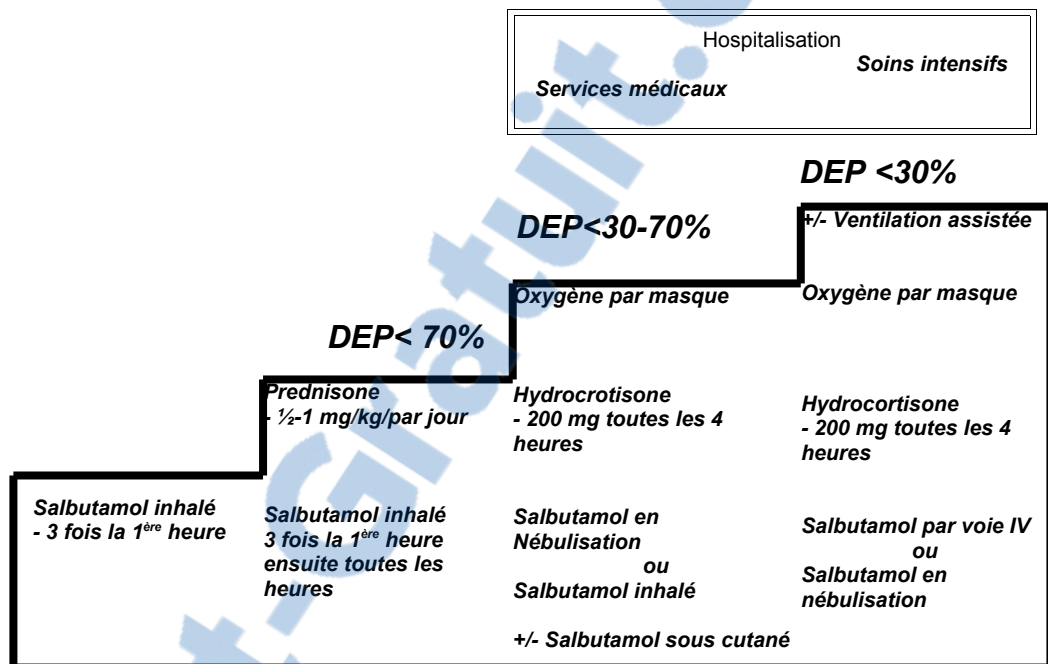 Hospitalisation
Soins intensifs
Services médicaux
DEP <30%
+/- Ventilation assistée
Oxygène par masque
Hydrocortisone
- 200 mg toutes les 4
heures
Salbutamol par voie IV
ou
Salbutamol en
nébulisation
DEP<30-70%
Oxygène par masque
Hydrocrotisone
- 200 mg toutes les 4
heures
Salbutamol en
Nébulisation
ou
Salbutamol inhalé
+/- Salbutamol sous cutané
DEP< 70%
Prednisone
- ½-1 mg/kg/par jour
Salbutamol inhalé
3 fois la 1ère heure
ensuite toutes les
heures
Salbutamol inhalé
- 3 fois la 1ère heure
t-Gratuit.